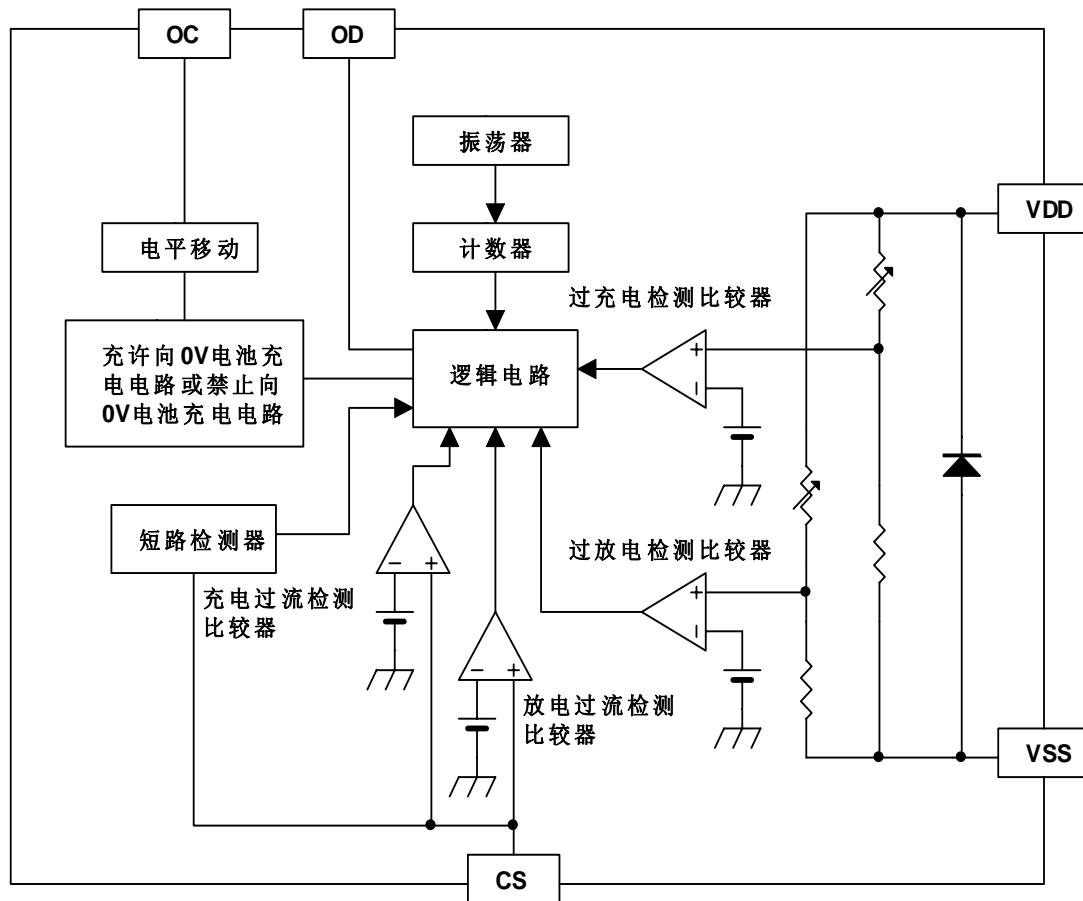 OC
OD
振荡器
VDD
电平移动
计数器
过充电检测比较器
充许向0V电池充
电电路或禁止向
0V电池充电电路
逻辑电路
+
-
短路检测器
过放电检测比较器
- +
充电过流检测
比较器
+
-
- +
放电过流检测
比较器
VSS
CS